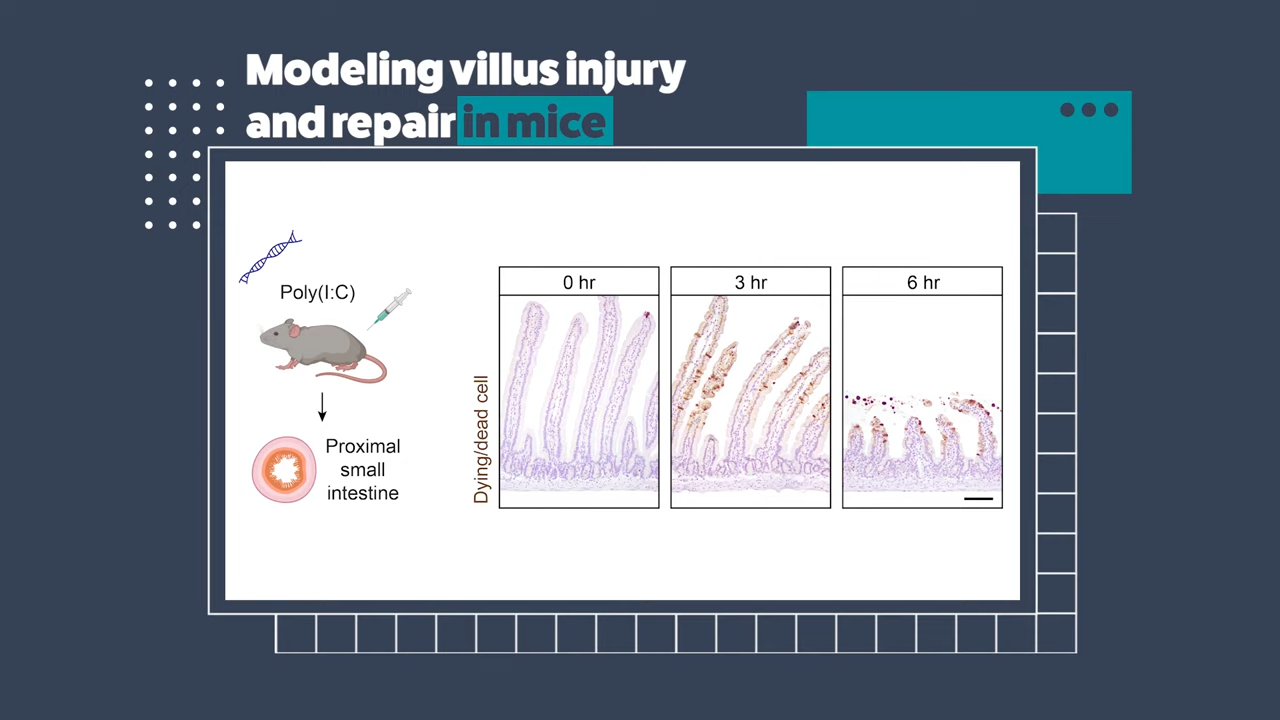 Modeling villus injury
and repair in mice
Poly(I:C)
Proximal
small
intestine
Dying/dead cell
0 hr
3 hr
6 hr